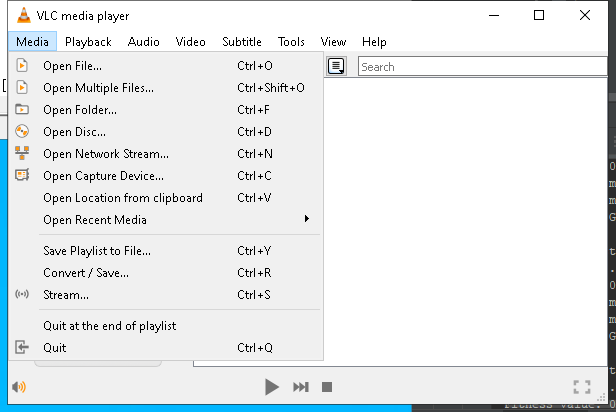 VLC media player
Media Playback Audio Video Subtitle Tools View Help
Open File... Ctrl+O
Search
Open Multiple Files... Ctrl+Shift+O
Open Folder... Ctrl+F
Open Disc... Ctrl+D
Open Network Stream... Ctrl+N
Open Capture Device... Ctrl+C
Open Location from clipboard Ctrl+V
Open Recent Media
Save Playlist to File... Ctrl+Y
Convert / Save... Ctrl+R
Stream... Ctrl+S
Quit at the end of playlist
Quit Ctrl+Q